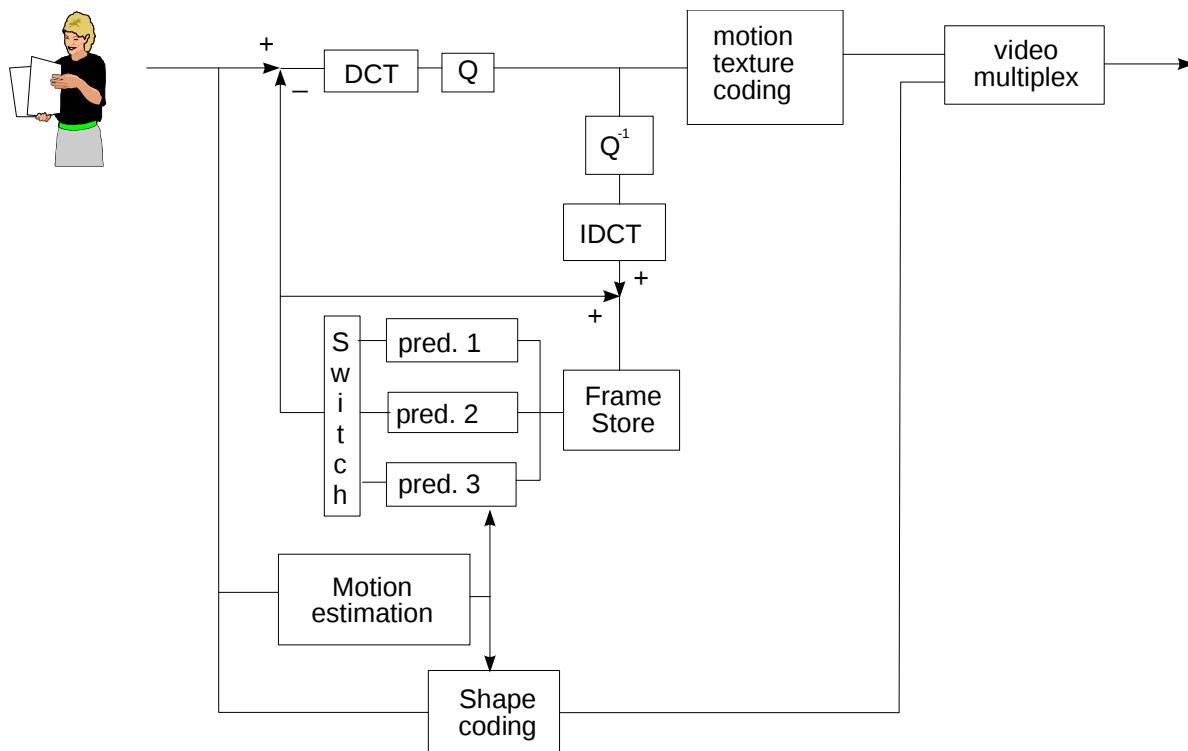 +
–
DCT
Q
motion
texture
coding
video
multiplex
Q-1
IDCT
+
+
S
w
i
t
c
h
pred. 1
pred. 2
pred. 3
Frame
Store
Motion
estimation
Shape
coding